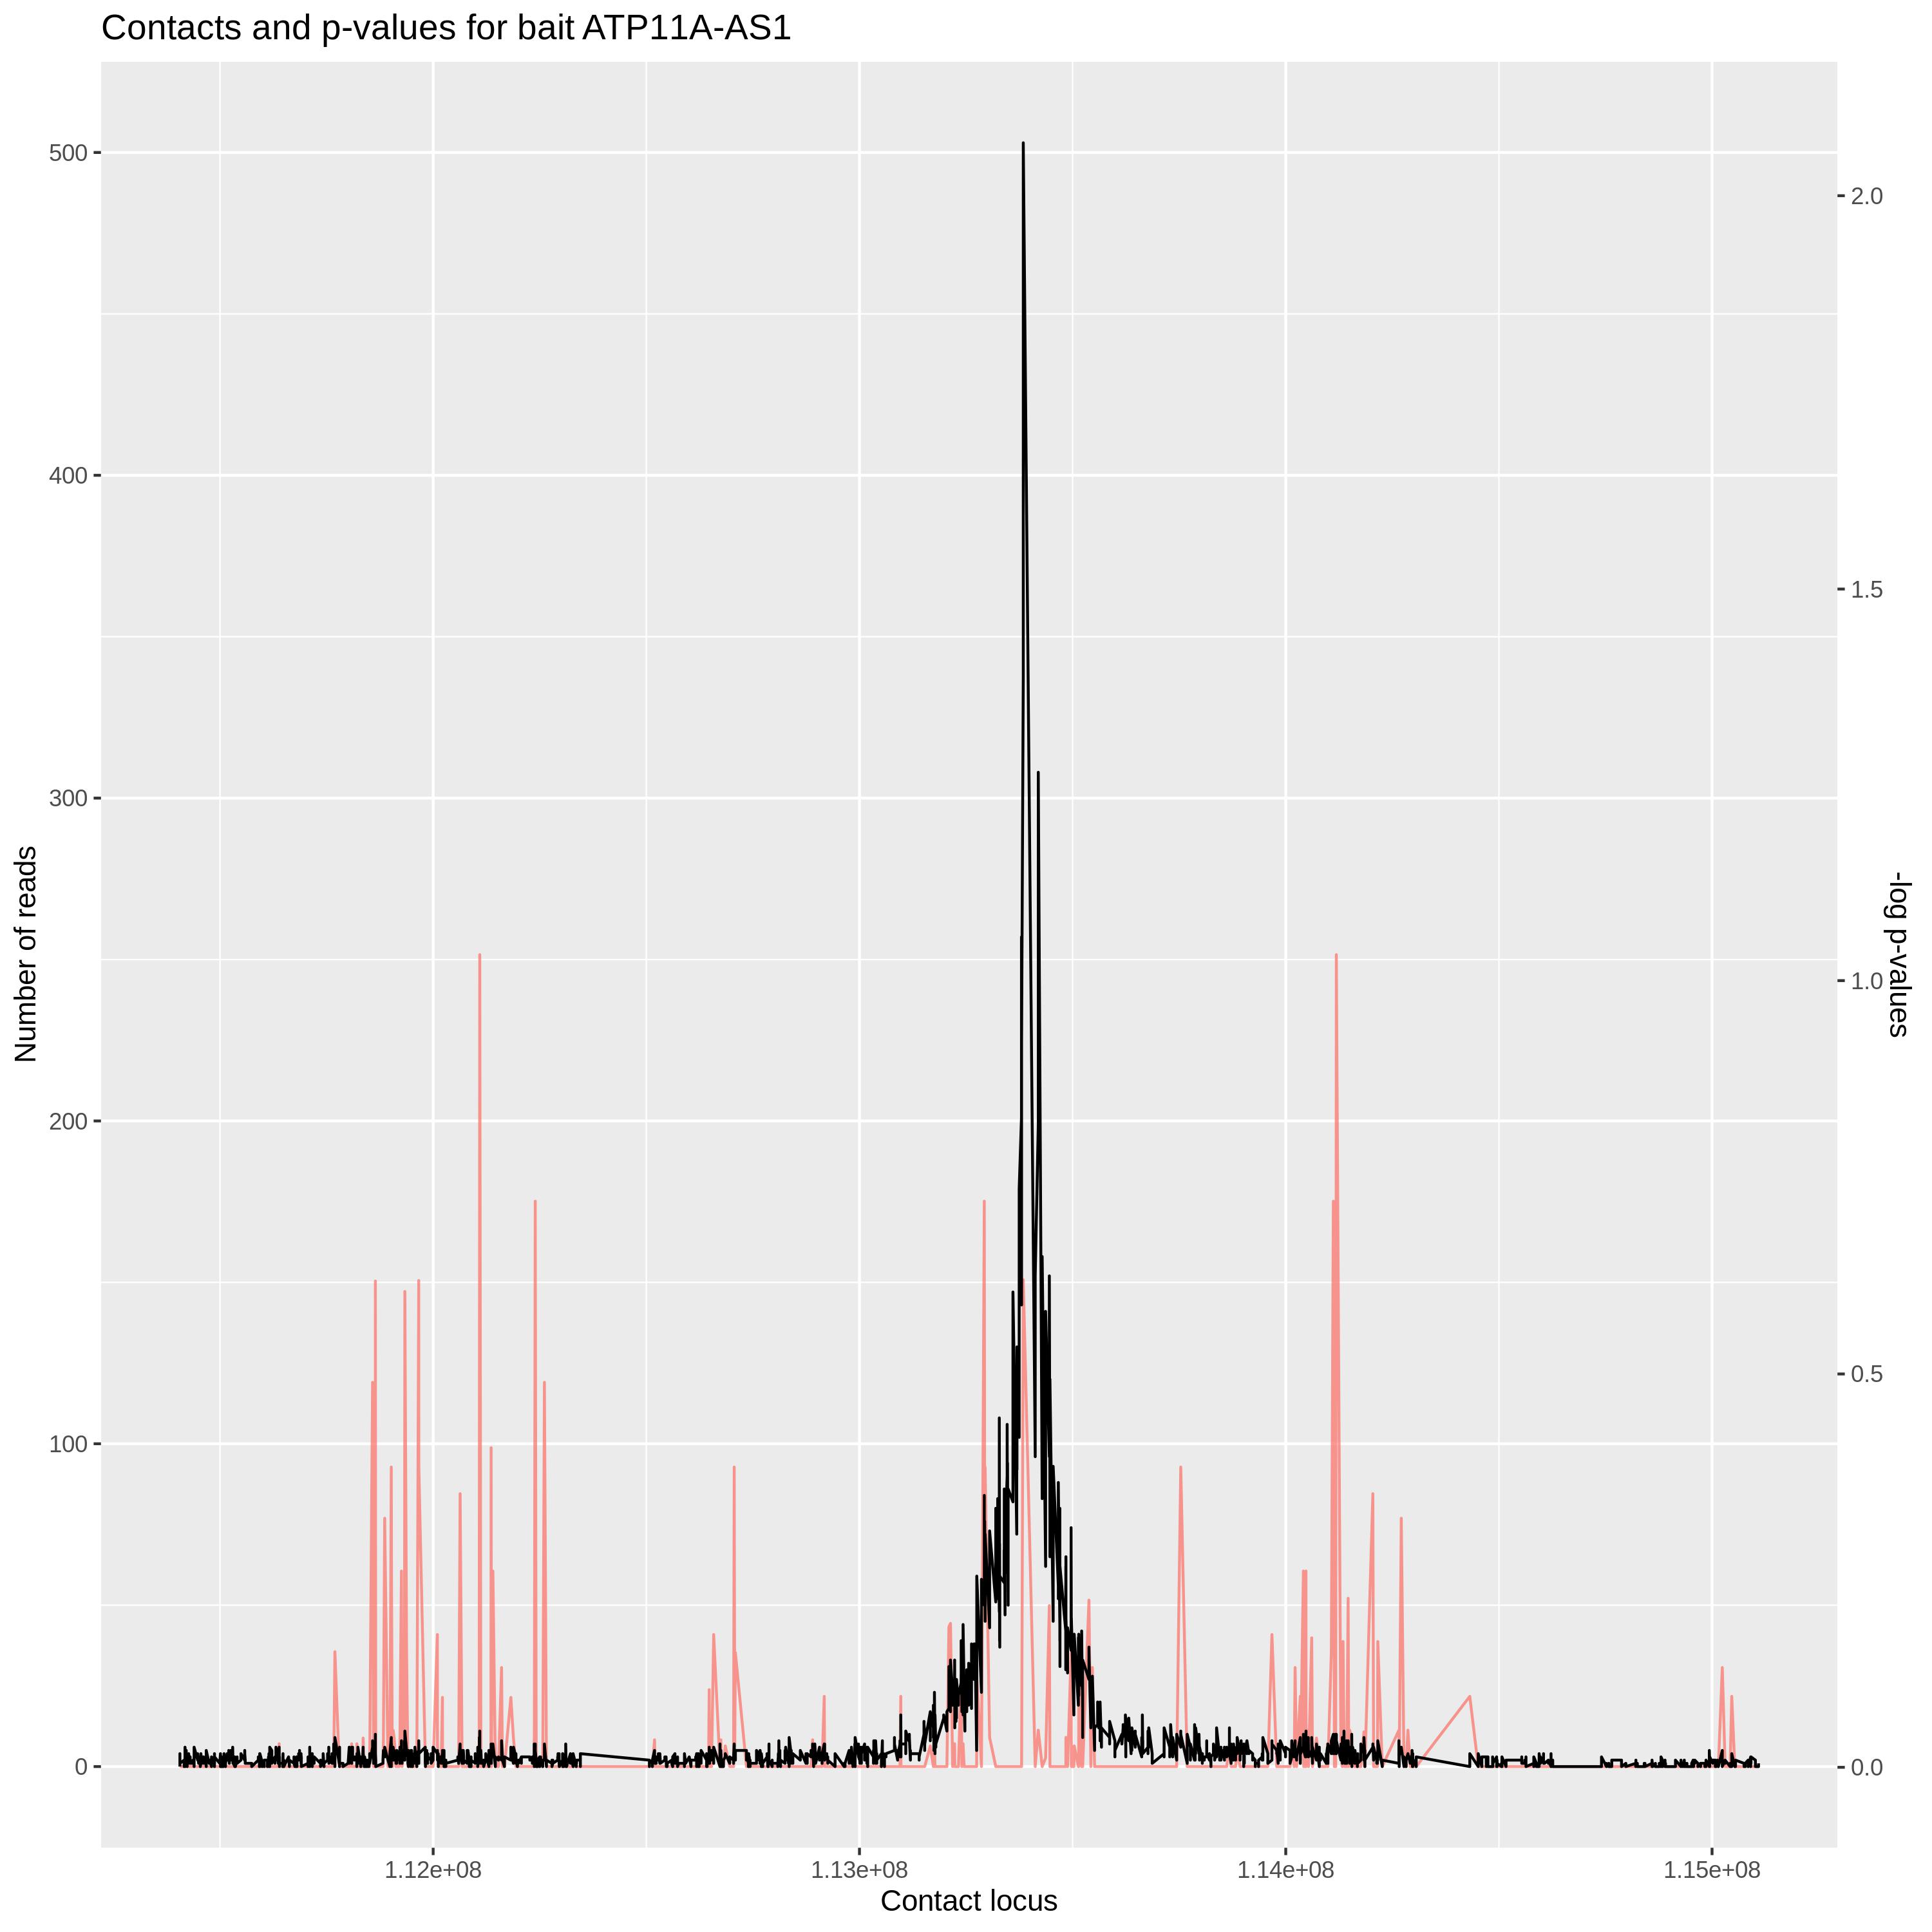 Contacts and p-values for bait ATP11A-AS1
500
400
300
200
100
0
Number of reads
2.0
1.5
1.0
0.5
0.0
-log p-values
1.12e+08
1.13e+08
1.14e+08
1.15e+08
Contact locus